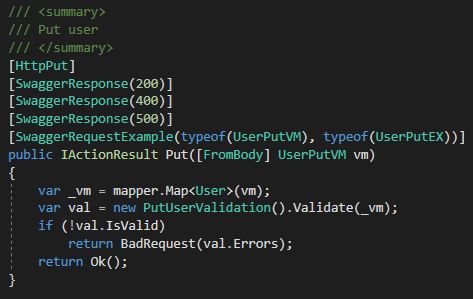 /// <summary>
/// Put user
/// </summary>
[HttpPut]
[SwaggerResponse(200)]
[SwaggerResponse(400)]
[SwaggerResponse(500)]
[SwaggerRequestExample(typeof(UserPutVM), typeof(UserPutEX))]
public IActionResult Put([FromBody] UserPutVM vm)
{
    var _vm = mapper.Map<User>(vm);
    var val = new PutUserValidation().Validate(_vm);
    if (!val.IsValid)
        return BadRequest(val.Errors);
    return Ok();
}